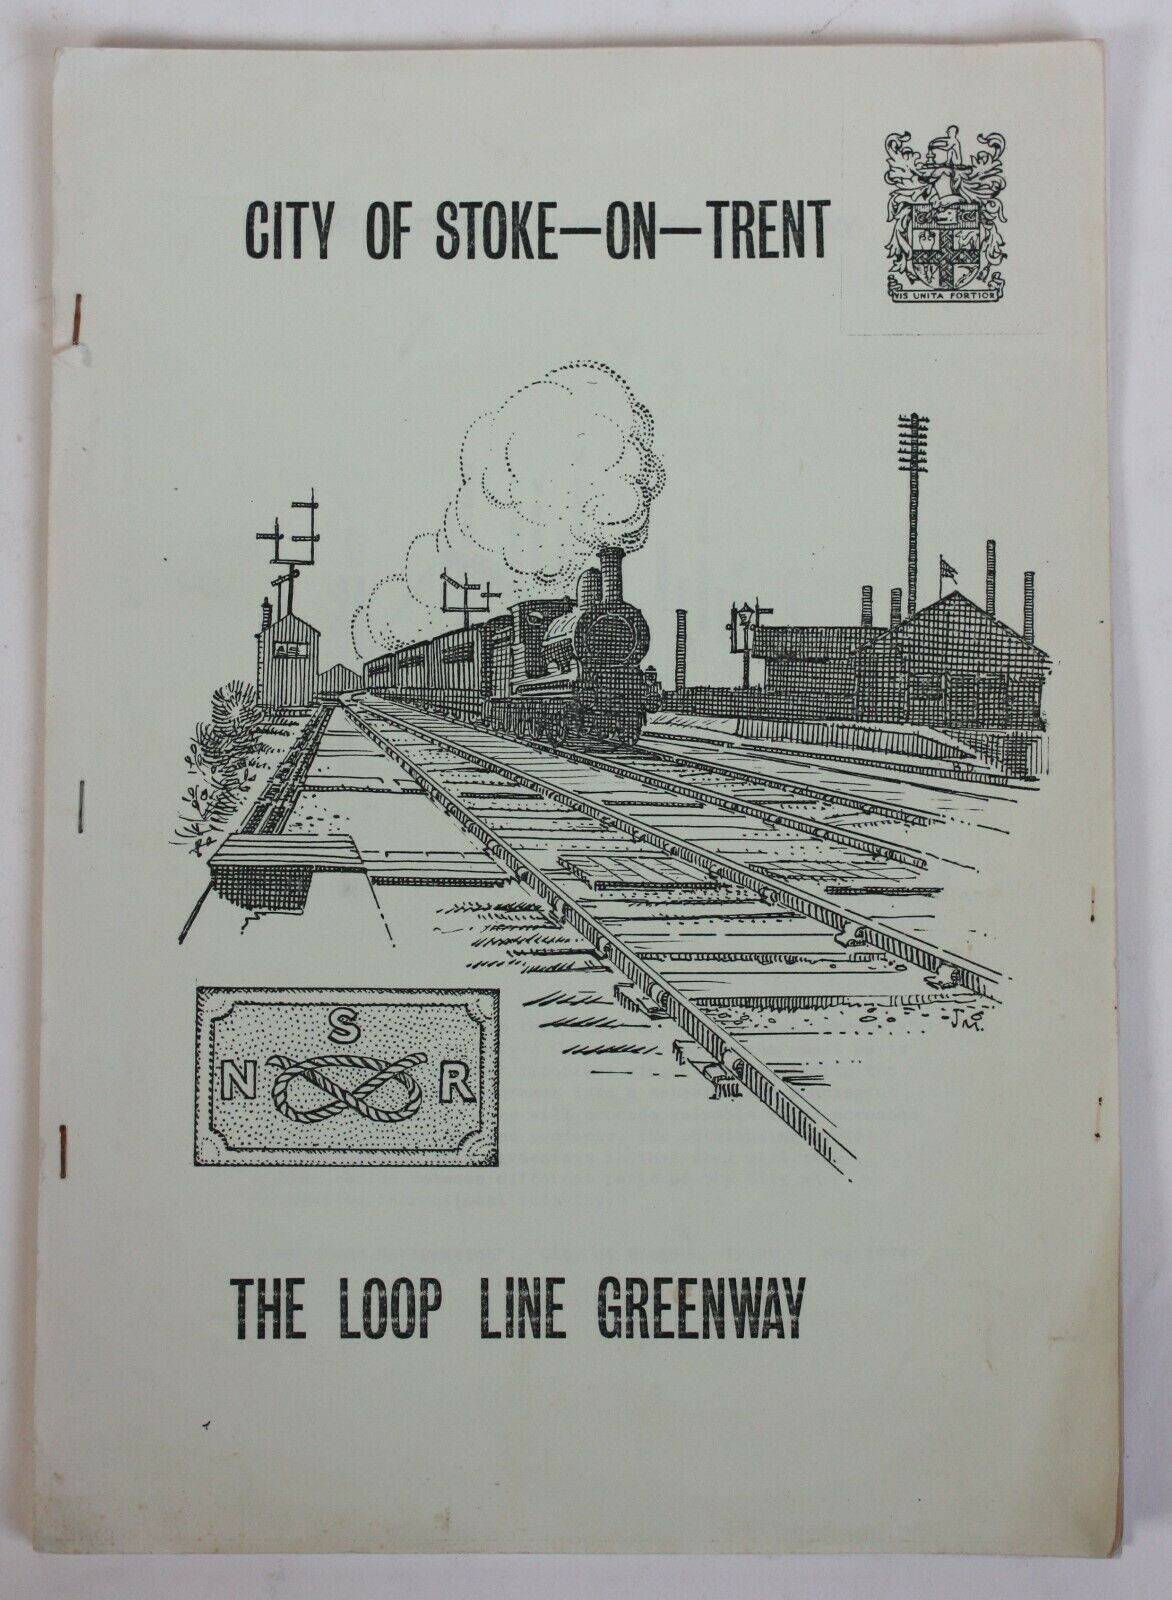 CITY OF STOKE—ON—TRENT
VIS UNITA FORTIOR
J.M.
N S R
THE LOOP LINE GREENWAY